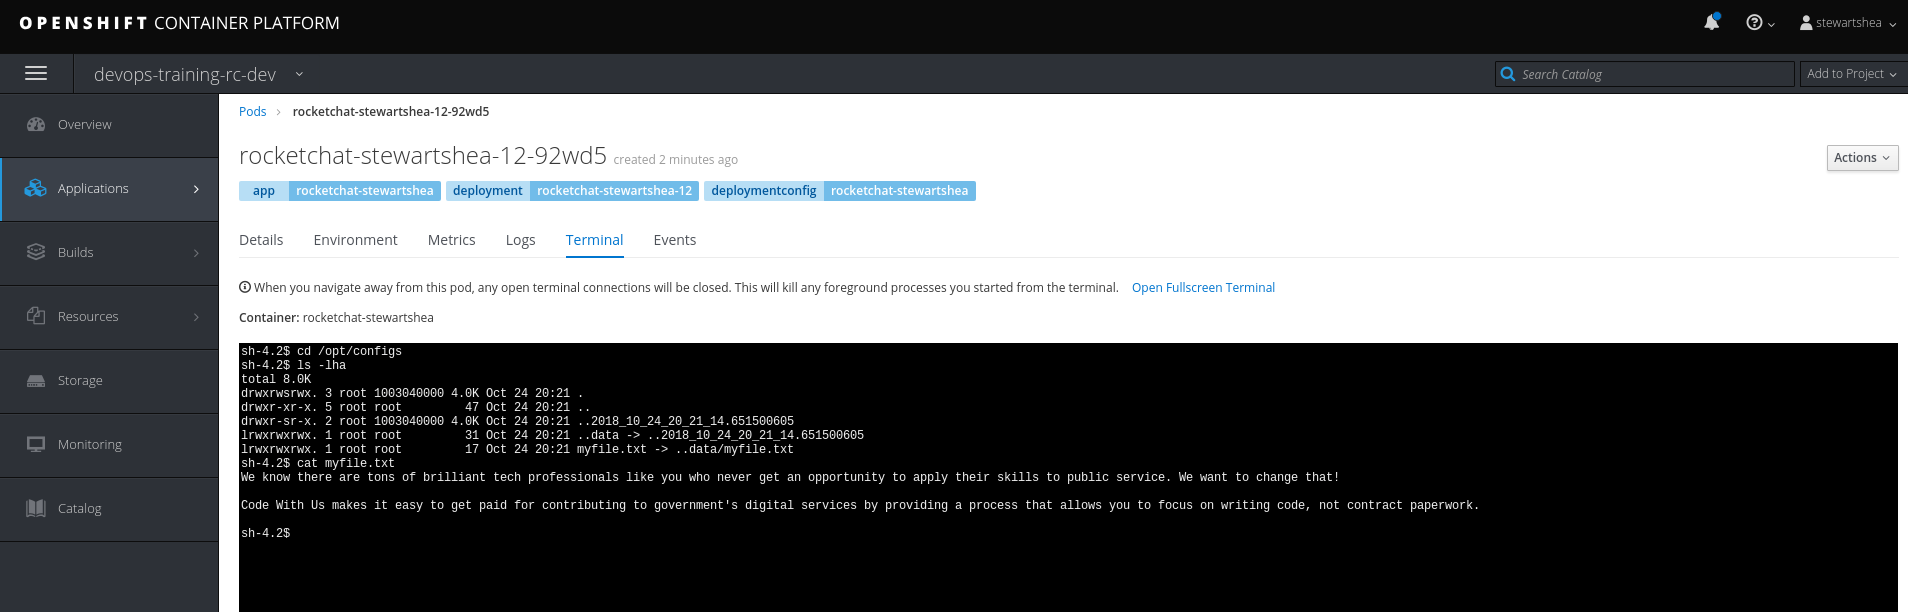 OPENSHIFT CONTAINER PLATFORM
stewartshea
devops-training-rc-dev
Search Catalog
Add to Project
Overview
Applications
Builds
Resources
Storage
Monitoring
Catalog
Pods > rocketchat-stewartshea-12-92wd5
rocketchat-stewartshea-12-92wd5 created 2 minutes ago
Actions
app rocketchat-stewartshea deployment rocketchat-stewartshea-12 deploymentconfig rocketchat-stewartshea
Details Environment Metrics Logs Terminal Events
When you navigate away from this pod, any open terminal connections will be closed. This will kill any foreground processes you started from the terminal. Open Fullscreen Terminal
Container: rocketchat-stewartshea
sh-4.2$ cd /opt/configs
sh-4.2$ ls -lha
total 8.0K
drwxrwsrwx. 3 root 1003040000 4.0K Oct 24 20:21 .
drwxr-xr-x. 5 root root         47 Oct 24 20:21 ..
drwxr-sr-x. 2 root 1003040000 4.0K Oct 24 20:21 ..2018_10_24_20_21_14.651500605
lrwxrwxrwx. 1 root root         31 Oct 24 20:21 ..data -> ..2018_10_24_20_21_14.651500605
lrwxrwxrwx. 1 root root         17 Oct 24 20:21 myfile.txt -> ..data/myfile.txt
sh-4.2$ cat myfile.txt
We know there are tons of brilliant tech professionals like you who never get an opportunity to apply their skills to public service. We want to change that!
Code With Us makes it easy to get paid for contributing to government's digital services by providing a process that allows you to focus on writing code, not contract paperwork.
sh-4.2$